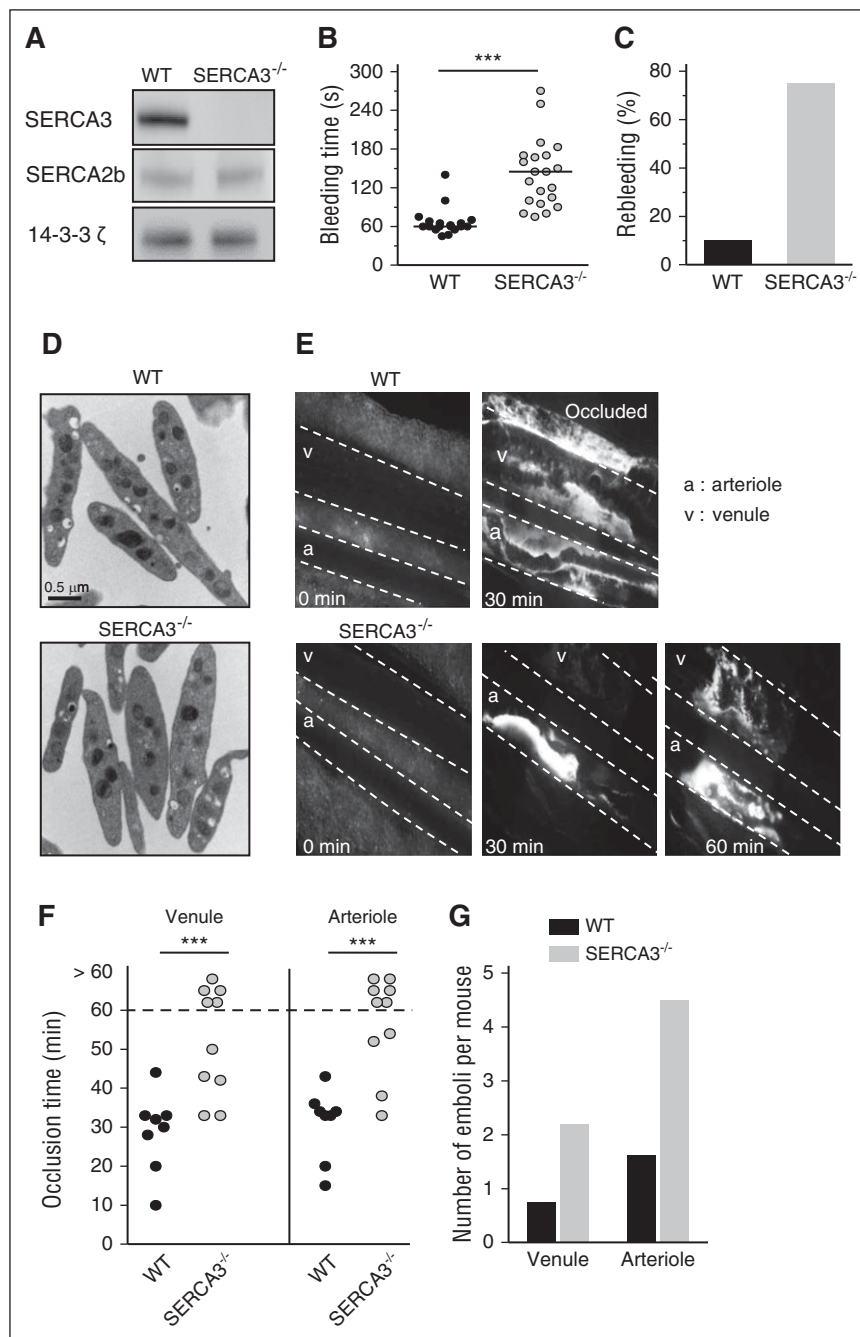 A
WT SERCA3-/-
SERCA3
SERCA2b
14-3-3 ζ
B
***
Bleeding time (s)
300
180
120
60
0
WT SERCA3-/-
C
Rebleeding (%)
80
60
40
20
0
WT SERCA3-/-
D
WT
0.5 µm
SERCA3-/-
E
WT
v
a
0 min
Occluded
v
a
30 min
a : arteriole
v : venule
SERCA3-/-
v
a
0 min
v
a
30 min
v
a
60 min
F
Venule
***
Arteriole
***
Occlusion time (min)
> 60
60
50
40
30
20
10
0
WT
SERCA3-/-
WT
SERCA3-/-
G
WT
SERCA3-/-
Number of emboli per mouse
5
4
3
2
1
0
Venule Arteriole